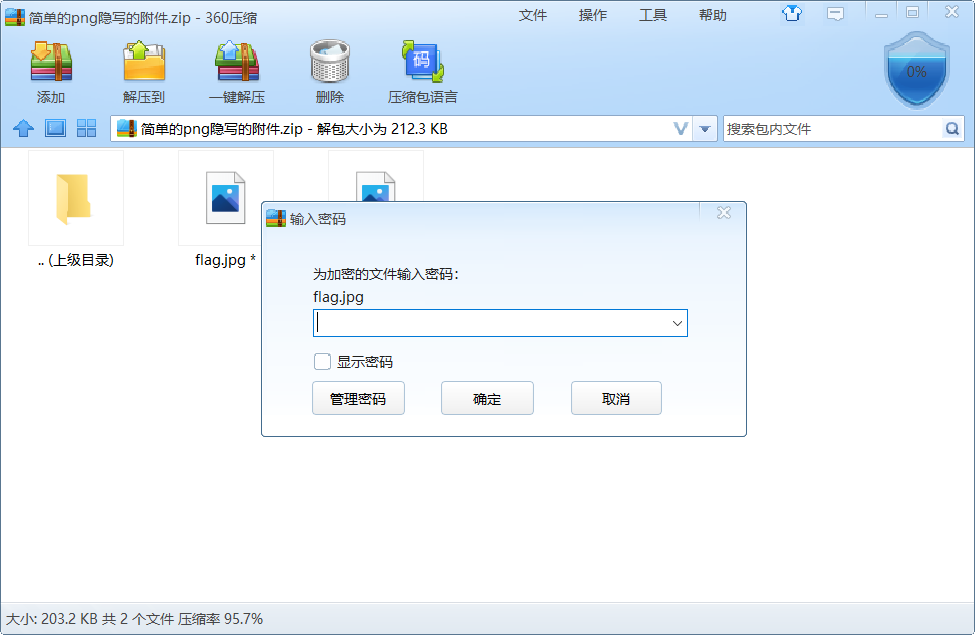 简单的png隐写的附件.zip - 360压缩
文件 操作 工具 帮助
添加 解压到 一键解压 删除 压缩包语言
码
0%
简单的png隐写的附件.zip - 解包大小为 212.3 KB
搜索包内文件
.. (上级目录)
flag.jpg *
输入密码
为加密的文件输入密码:
flag.jpg
显示密码
管理密码 确定 取消
大小: 203.2 KB 共 2 个文件 压缩率 95.7%